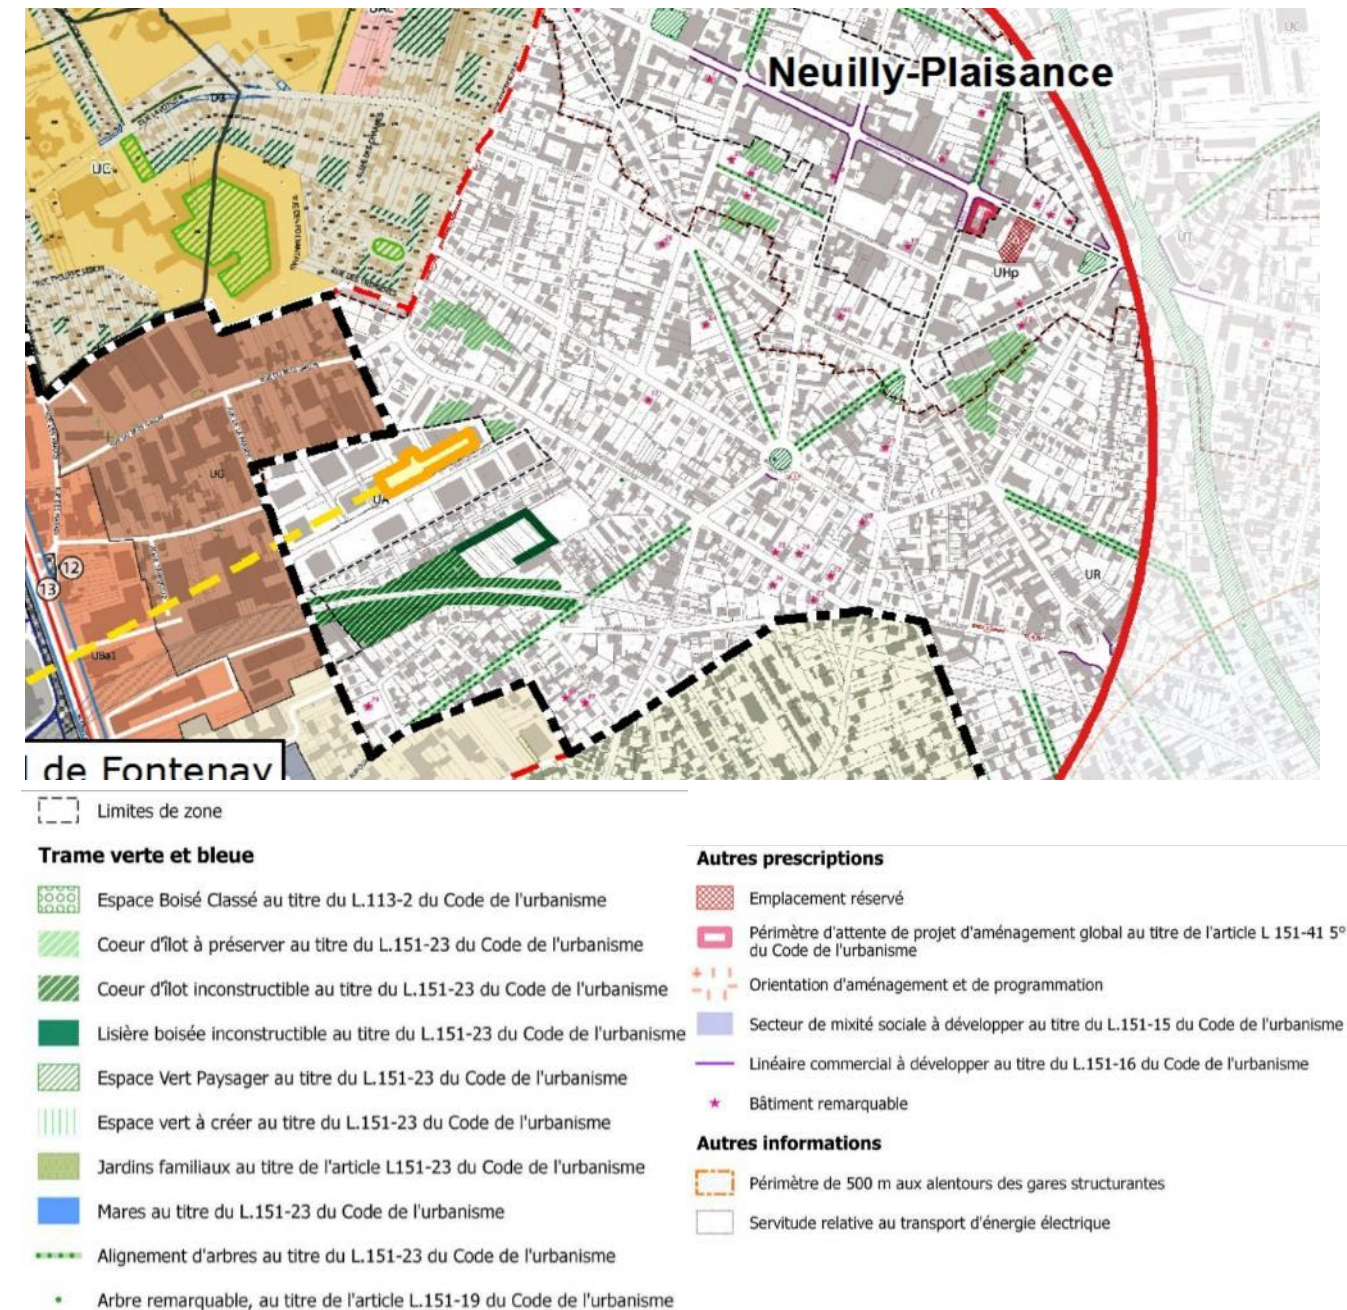 Neuilly-Plaisance
UC
UC
UT
UHp
UG
UA
UR
UBa1
12
13
l de Fontenay
Limites de zone
Trame verte et bleue
Espace Boisé Classé au titre du L.113-2 du Code de l'urbanisme
Coeur d'îlot à préserver au titre du L.151-23 du Code de l'urbanisme
Coeur d'îlot inconstructible au titre du L.151-23 du Code de l'urbanisme
Lisière boisée inconstructible au titre du L.151-23 du Code de l'urbanisme
Espace Vert Paysager au titre du L.151-23 du Code de l'urbanisme
Espace vert à créer au titre du L.151-23 du Code de l'urbanisme
Jardins familiaux au titre de l'article L151-23 du Code de l'urbanisme
Mares au titre du L.151-23 du Code de l'urbanisme
Alignement d'arbres au titre du L.151-23 du Code de l'urbanisme
Arbre remarquable, au titre de l'article L.151-19 du Code de l'urbanisme
Autres prescriptions
Emplacement réservé
Périmètre d'attente de projet d'aménagement global au titre de l'article L 151-41 5°
du Code de l'urbanisme
Orientation d'aménagement et de programmation
Secteur de mixité sociale à développer au titre du L.151-15 du Code de l'urbanisme
Linéaire commercial à développer au titre du L.151-16 du Code de l'urbanisme
Bâtiment remarquable
Autres informations
Périmètre de 500 m aux alentours des gares structurantes
Servitude relative au transport d'énergie électrique